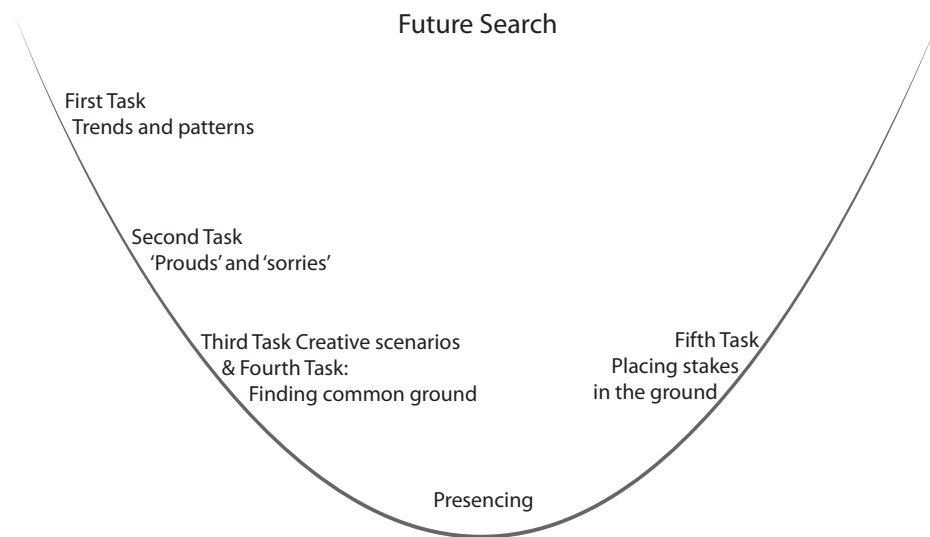 Future Search
First Task
Trends and patterns
Second Task
‘Prouds’ and ‘sorries’
Third Task Creative scenarios
& Fourth Task:
Finding common ground
Fifth Task
Placing stakes
in the ground
Presencing